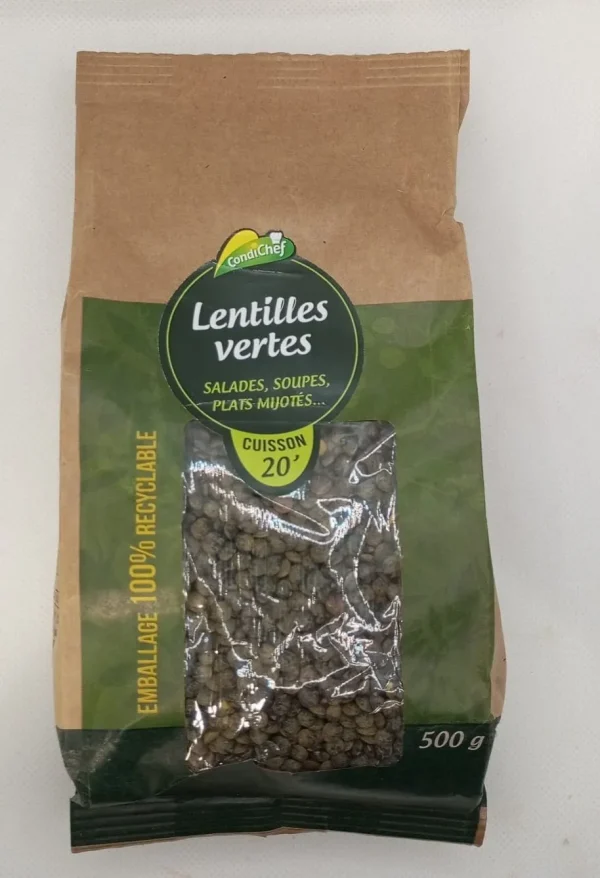 CondiChef
Lentilles
vertes
SALADES, SOUPES,
PLATS MIJOTÉS...
CUISSON
20'
EMBALLAGE 100% RECYCLABLE
500 g